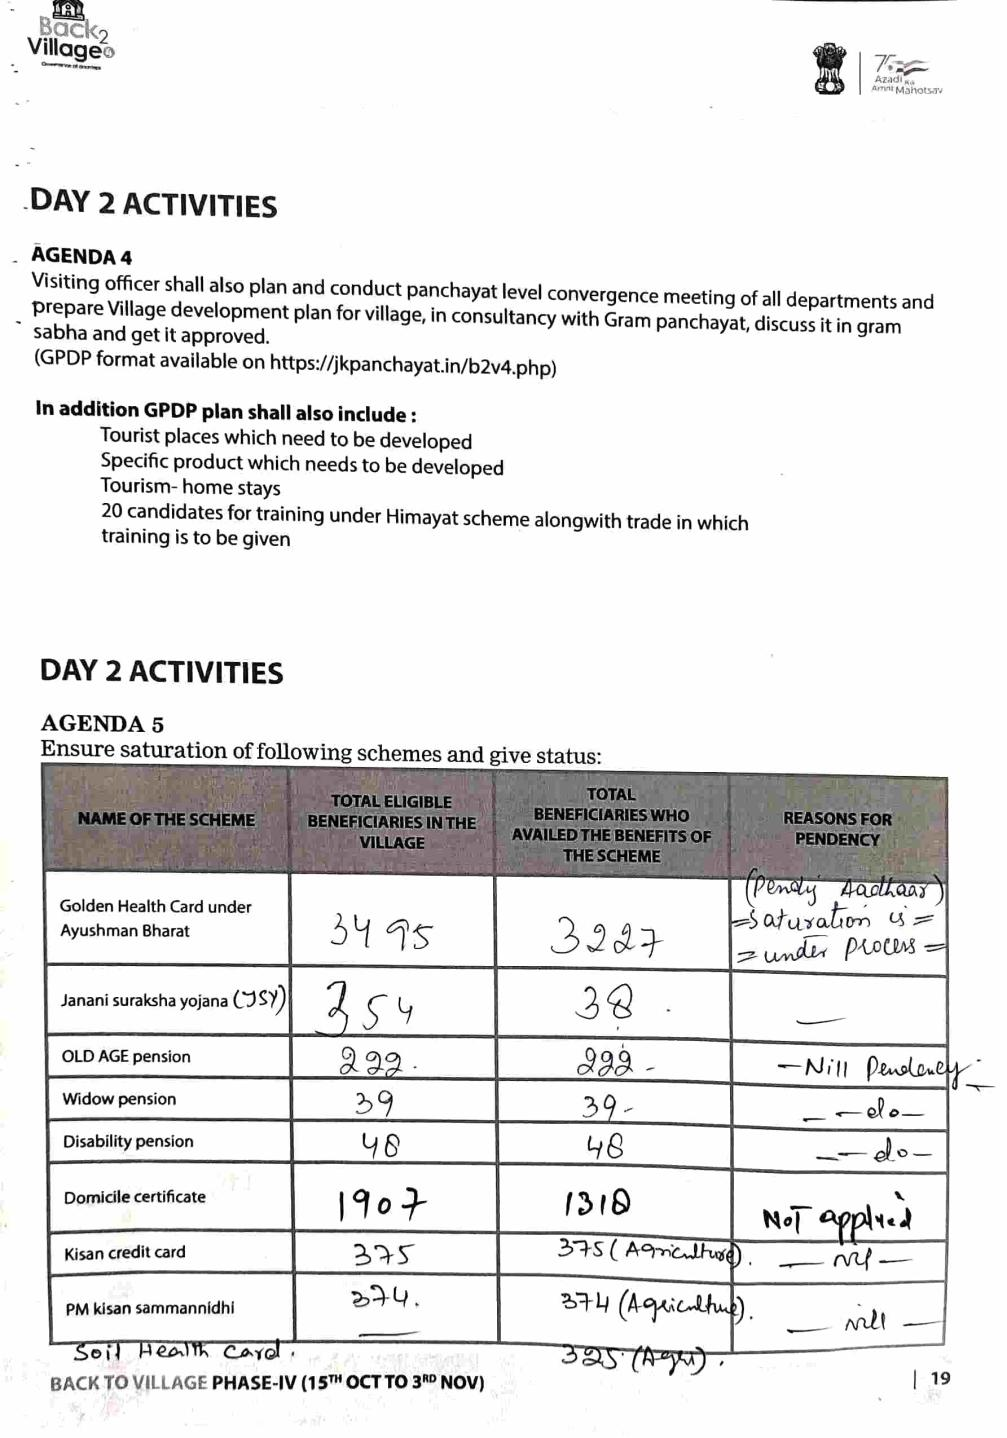 Back2
Village
75 Azadi Ka
Amrit Mahotsav
DAY 2 ACTIVITIES
AGENDA 4
Visiting officer shall also plan and conduct panchayat level convergence meeting of all departments and
prepare Village development plan for village, in consultancy with Gram panchayat, discuss it in gram
sabha and get it approved.
(GPDP format available on https://jkpanchayat.in/b2v4.php)
In addition GPDP plan shall also include :
Tourist places which need to be developed
Specific product which needs to be developed
Tourism- home stays
20 candidates for training under Himayat scheme alongwith trade in which
training is to be given
DAY 2 ACTIVITIES
AGENDA 5
Ensure saturation of following schemes and give status:
NAME OF THE SCHEME
TOTAL ELIGIBLE
BENEFICIARIES IN THE
VILLAGE
TOTAL
BENEFICIARIES WHO
AVAILED THE BENEFITS OF
THE SCHEME
REASONS FOR
PENDENCY
Golden Health Card under
Ayushman Bharat
3495
3227
(Pendy Aadhaar)
=Saturation is =
= under process =
Janani suraksha yojana (JSY)
354
38
—
OLD AGE pension
222.
222 -
— Nill Pendency —
Widow pension
39
39-
— — do —
Disability pension
48
48
— — do —
Domicile certificate
1907
1318
NOT applied
Kisan credit card
375
375 (Agriculture).
— Nil —
PM kisan sammannidhi
374.
374 (Agriculture).
— nill —
Soil Health Card.
325. (Agri).
BACK TO VILLAGE PHASE-IV (15TH OCT TO 3RD NOV)
| 19